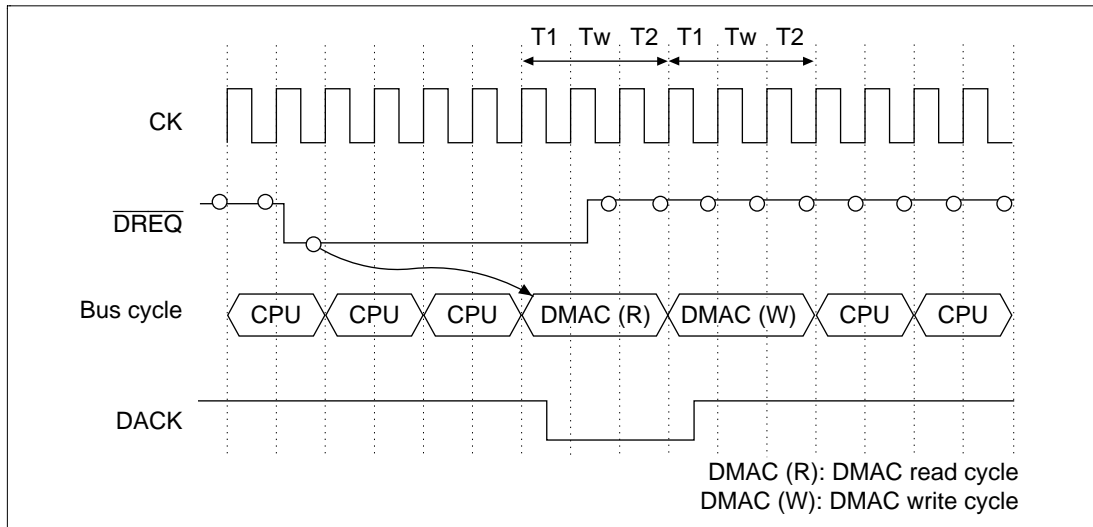 T1 Tw T2 T1 Tw T2
CK
DREQ
Bus cycle CPU CPU CPU DMAC (R) DMAC (W) CPU CPU
DACK
DMAC (R): DMAC read cycle
DMAC (W): DMAC write cycle